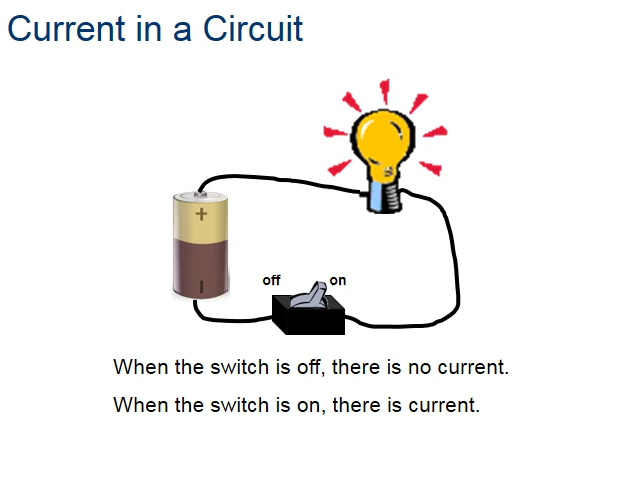 Current in a Circuit
+
off on
When the switch is off, there is no current.
When the switch is on, there is current.